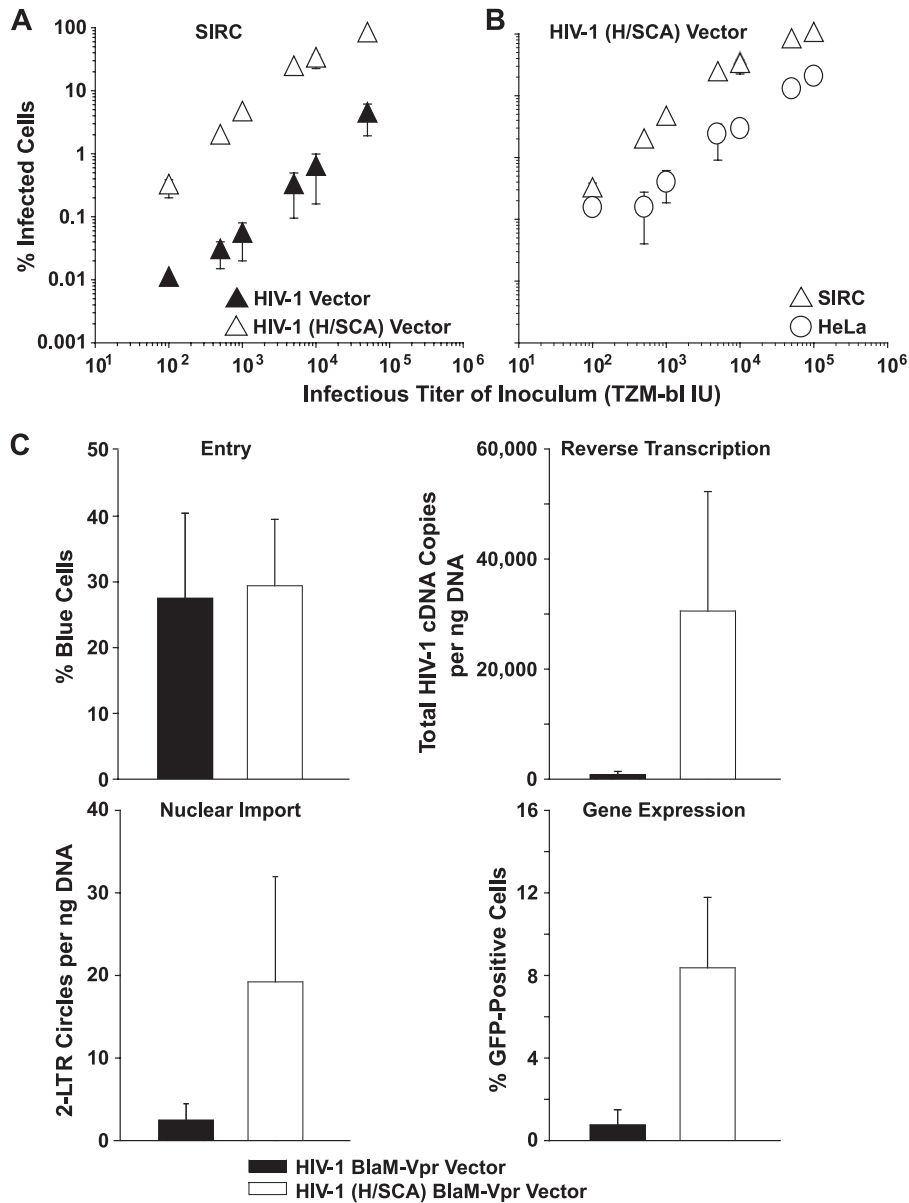 A
SIRC
% Infected Cells
100
10
1
0.1
0.01
0.001
HIV-1 Vector
HIV-1 (H/SCA) Vector
10^1 10^2 10^3 10^4 10^5 10^6
B
HIV-1 (H/SCA) Vector
SIRC
HeLa
10^1 10^2 10^3 10^4 10^5 10^6
Infectious Titer of Inoculum (TZM-bl IU)
C
Entry
% Blue Cells
50
40
30
20
10
0
Reverse Transcription
Total HIV-1 cDNA Copies
per ng DNA
60,000
40,000
20,000
0
Nuclear Import
2-LTR Circles per ng DNA
40
30
20
10
0
Gene Expression
% GFP-Positive Cells
16
12
8
4
0
HIV-1 BlaM-Vpr Vector
HIV-1 (H/SCA) BlaM-Vpr Vector